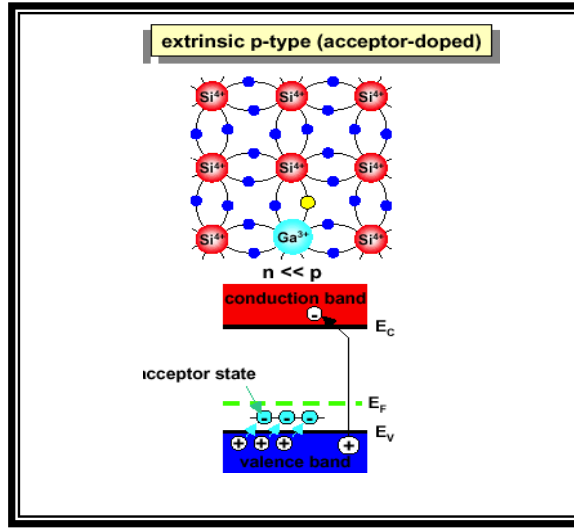 extrinsic p-type (acceptor-doped)
Si4+ Si4+ Si4+
Si4+ Si4+ Si4+
Si4+ Ga3+ Si4+
n << p
conduction band
-
EC
acceptor state
EF
- - -
EV
+ + + +
valence band